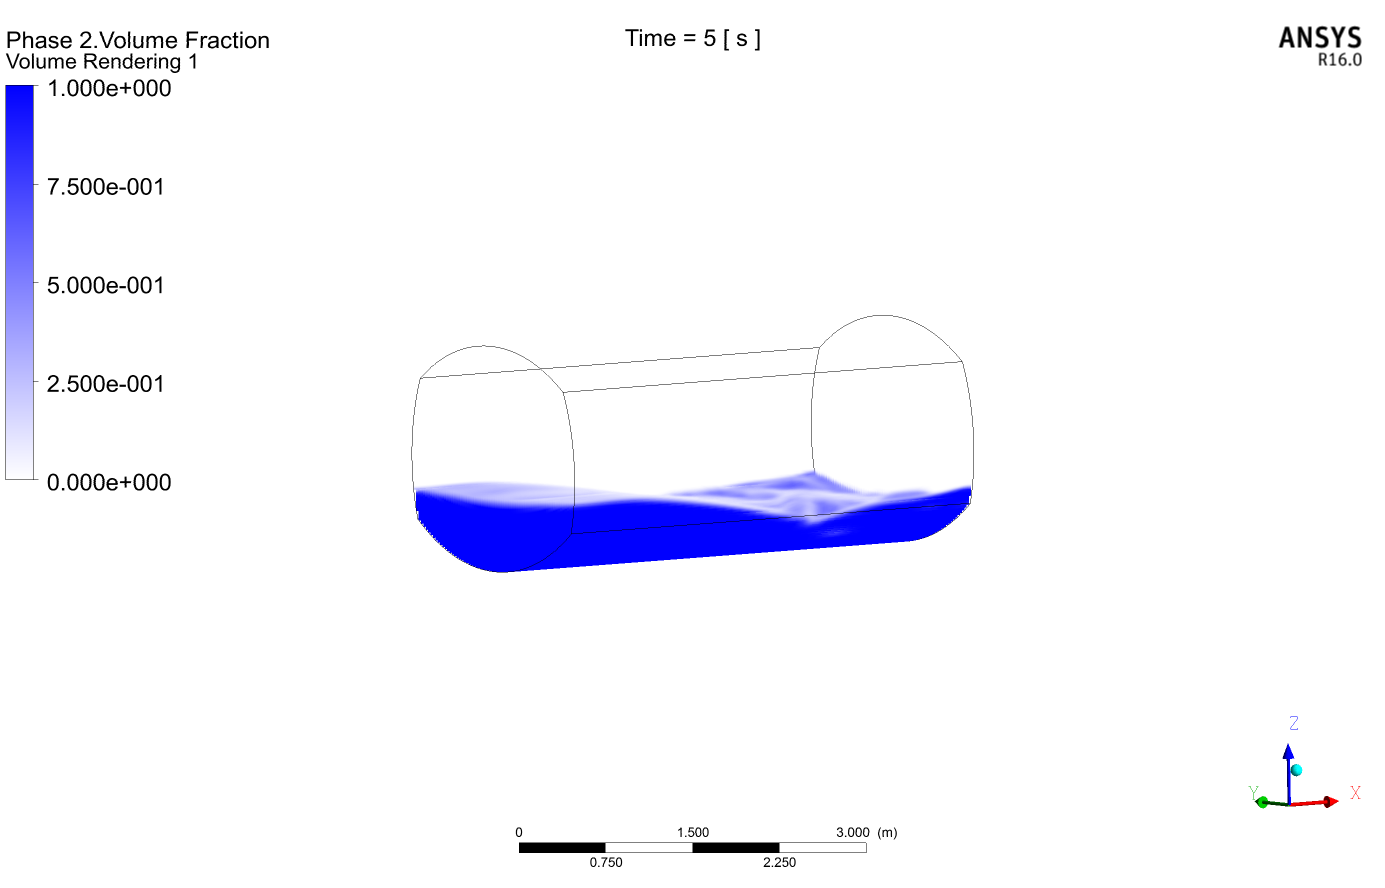 Phase 2.Volume Fraction
Volume Rendering 1
1.000e+000
7.500e-001
5.000e-001
2.500e-001
0.000e+000
Time = 5 [ s ]
ANSYS
R16.0
Z
Y
X
0
1.500
3.000 (m)
0.750
2.250